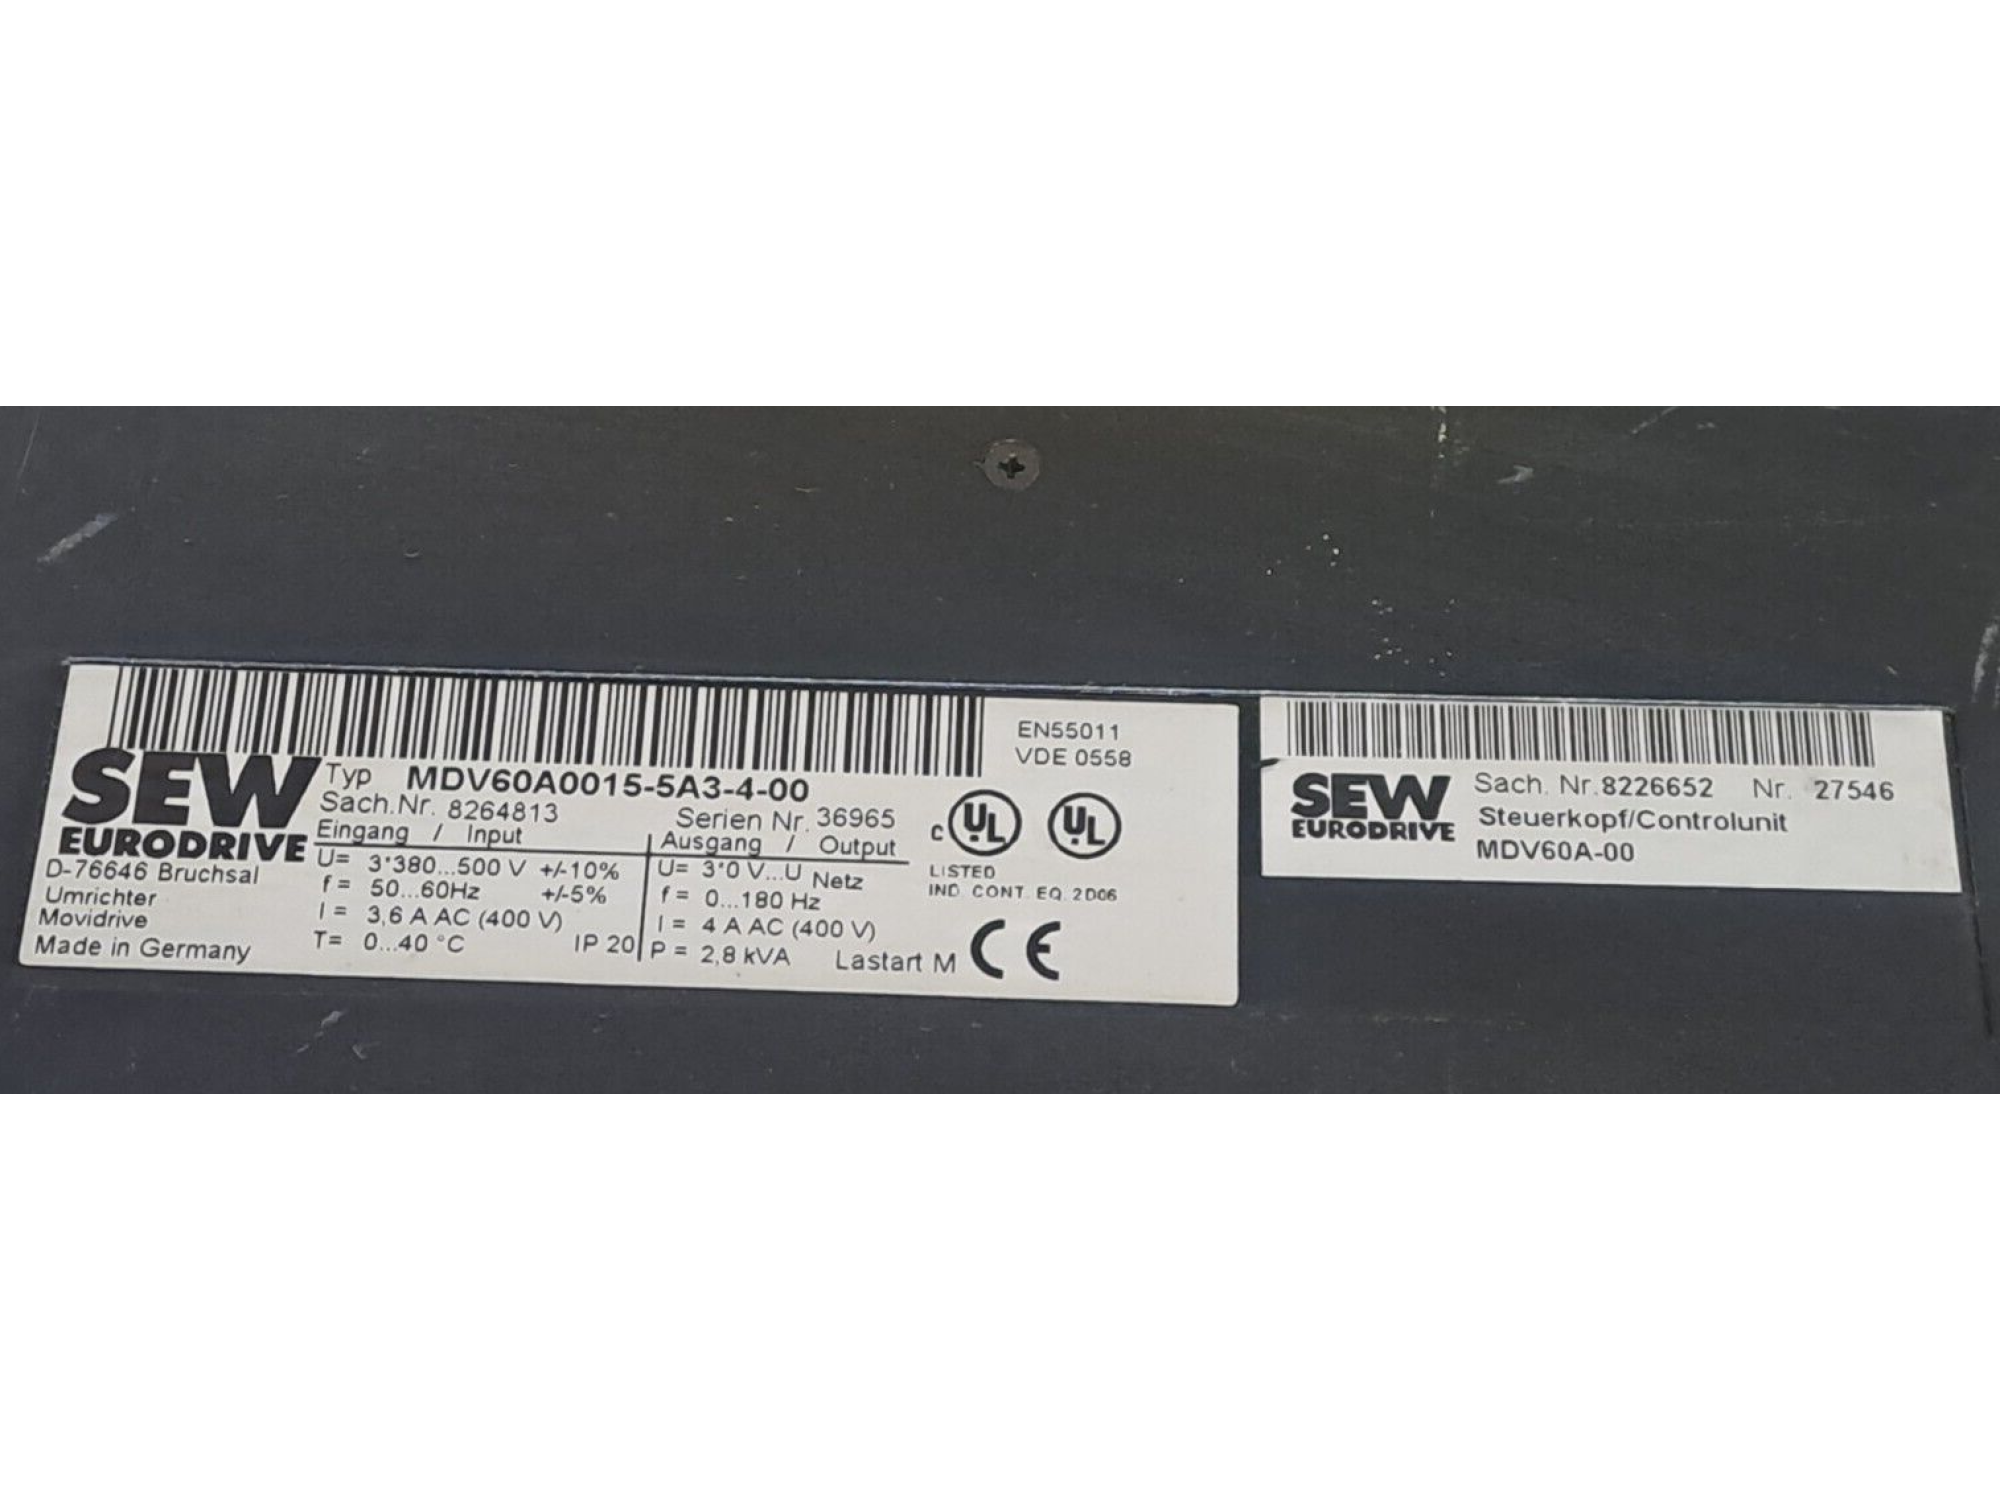 EN55011
VDE 0558
SEW
EURODRIVE
Typ MDV60A0015-5A3-4-00
Sach.Nr. 8264813 Serien Nr. 36965
Eingang / Input Ausgang / Output
U= 3*380...500 V +/-10% U= 3*0 V...U Netz
f = 50...60Hz +/-5% f = 0...180 Hz
I = 3,6 A AC (400 V) I = 4 A AC (400 V)
T= 0...40 °C IP 20 P = 2,8 kVA Lastart M
D-76646 Bruchsal
Umrichter
Movidrive
Made in Germany
c UL UL
LISTED
IND. CONT. EQ. 2D06
CE
SEW
EURODRIVE
Sach. Nr. 8226652 Nr. 27546
Steuerkopf/Controlunit
MDV60A-00